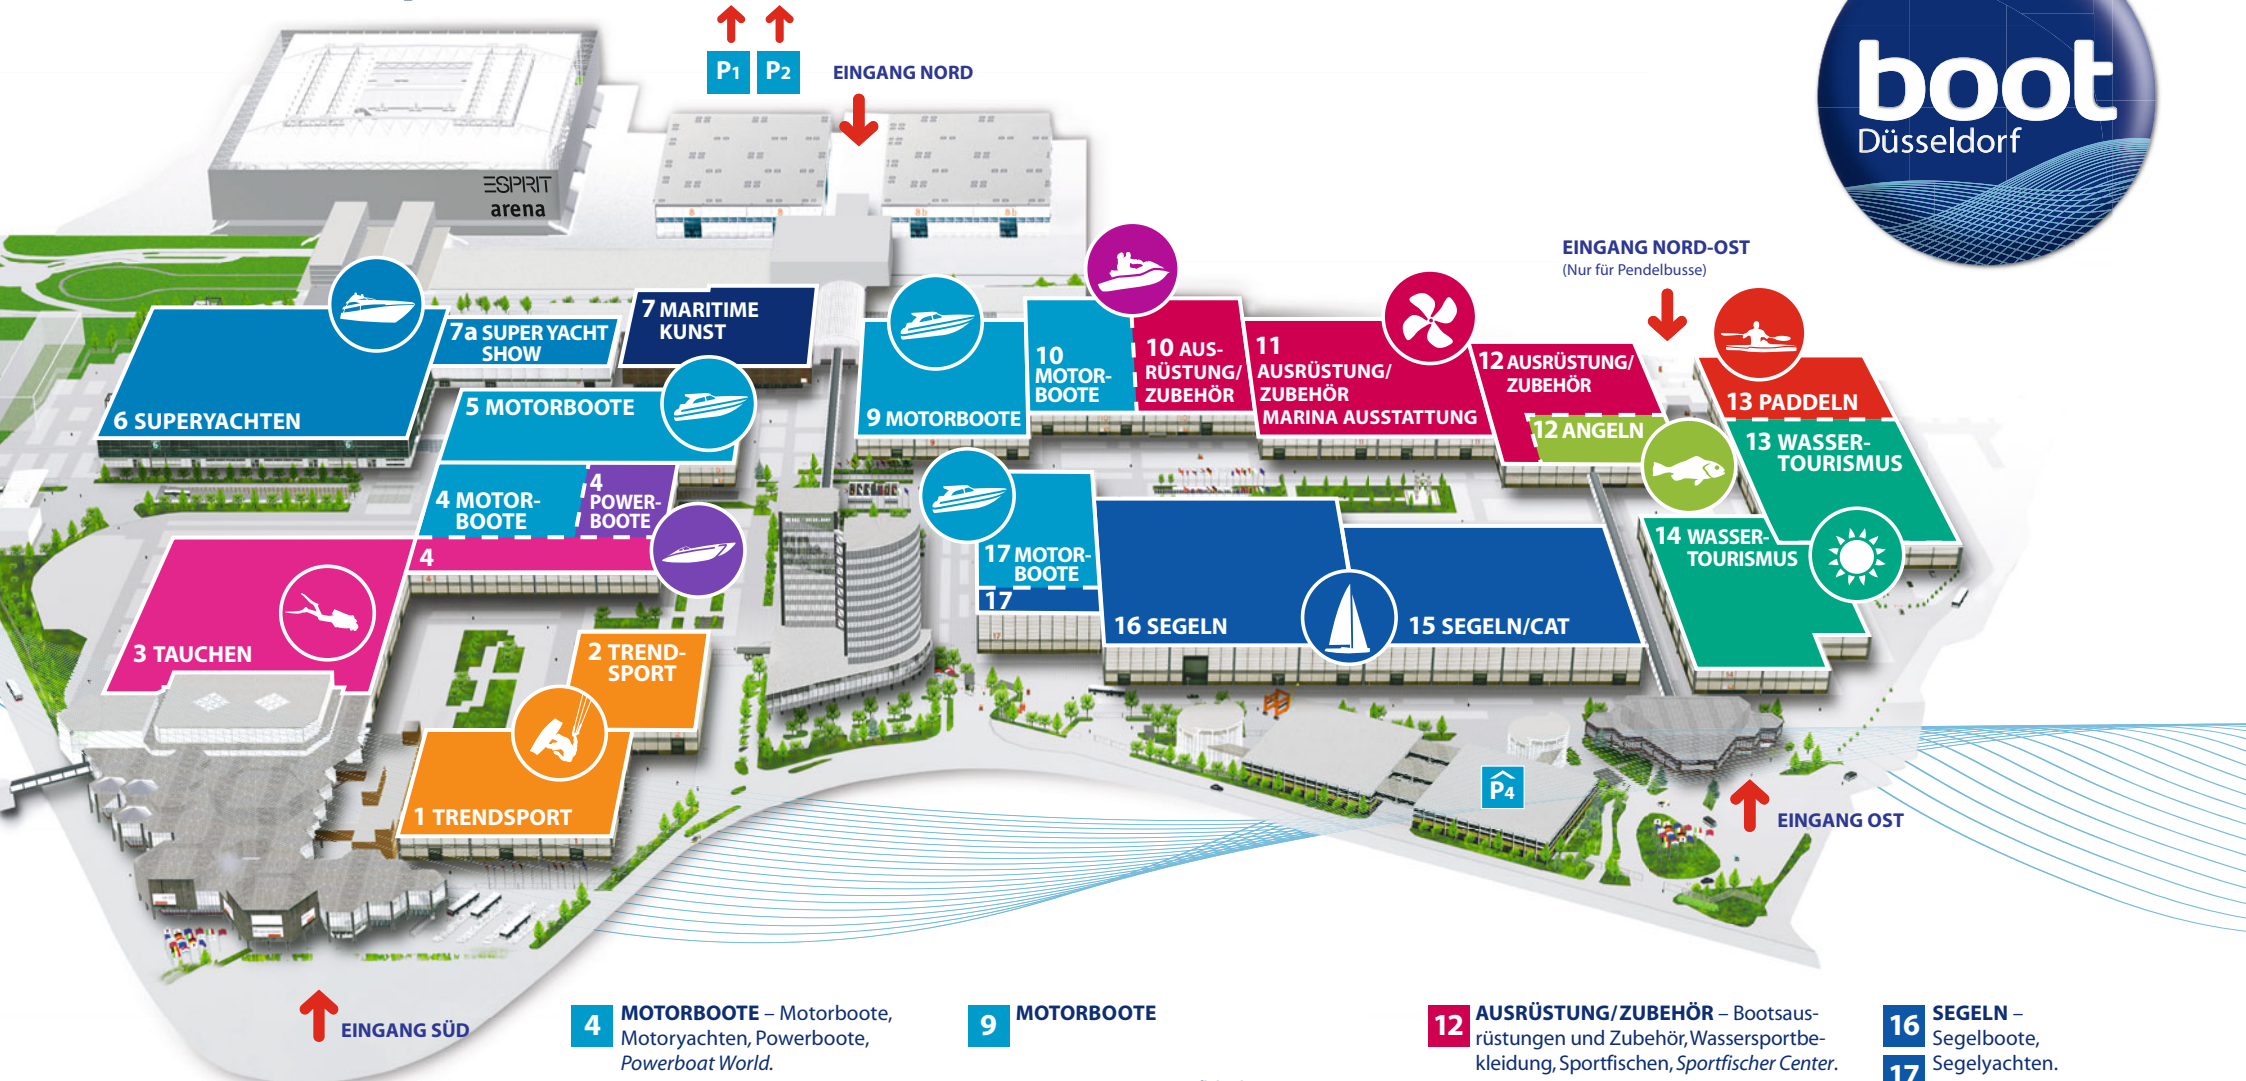 P1 P2
EINGANG NORD
boot
Düsseldorf
ESPRIT
arena
8
8
8b
8b
EINGANG NORD-OST
(Nur für Pendelbusse)
7a SUPER YACHT
SHOW
7 MARITIME
KUNST
6 SUPERYACHTEN
5 MOTORBOOTE
4 MOTOR-
BOOTE
4
POWER-
BOOTE
4
3 TAUCHEN
2 TREND-
SPORT
1 TRENDSPORT
9 MOTORBOOTE
10
MOTOR-
BOOTE
10 AUS-
RÜSTUNG/
ZUBEHÖR
11
AUSRÜSTUNG/
ZUBEHÖR
MARINA AUSSTATTUNG
12 AUSRÜSTUNG/
ZUBEHÖR
12 ANGELN
13 PADDELN
13 WASSER-
TOURISMUS
14 WASSER-
TOURISMUS
17 MOTOR-
BOOTE
17
16 SEGELN
15 SEGELN/CAT
P4
EINGANG OST
EINGANG SÜD
4 MOTORBOOTE – Motorboote,
Motoryachten, Powerboote,
Powerboat World.
9 MOTORBOOTE
12 AUSRÜSTUNG/ZUBEHÖR – Bootsaus-
rüstungen und Zubehör, Wassersportbe-
kleidung, Sportfischen, Sportfischer Center.
16 SEGELN –
Segelboote,
17 Segelyachten.